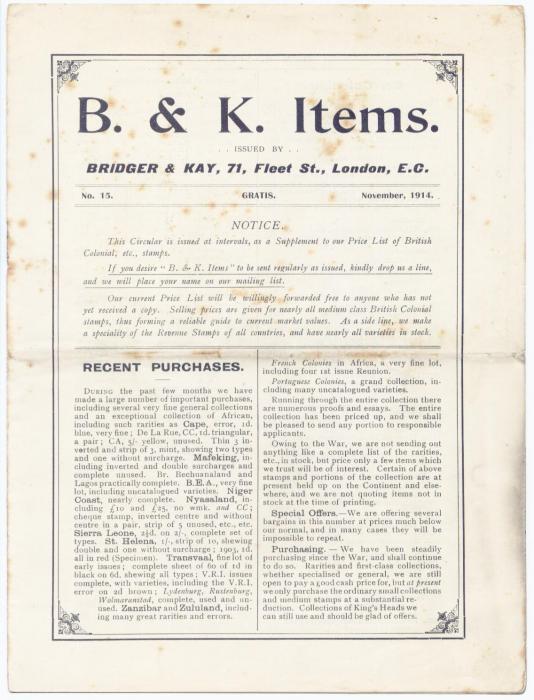 B. & K. Items.
. . ISSUED BY . .
BRIDGER & KAY, 71, Fleet St., London, E.C.
No. 15. GRATIS. November, 1914.
NOTICE.
This Circular is issued at intervals, as a Supplement to our Price List of British
Colonial, etc., stamps.
If you desire "B. & K. Items" to be sent regularly as issued, kindly drop us a line,
and we will place your name on our mailing list.
Our current Price List will be willingly forwarded free to anyone who has not
yet received a copy. Selling prices are given for nearly all medium class British Colonial
stamps, thus forming a reliable guide to current market values. As a side line, we make
a speciality of the Revenue Stamps of all countries, and have nearly all varieties in stock.
RECENT PURCHASES.
DURING the past few months we have
made a large number of important purchases,
including several very fine general collections
and an exceptional collection of African,
including such rarities as Cape, error, 1d.
blue, very fine; De La Rue, CC, 1d. triangular,
a pair; CA, 5/- yellow, unused. Thin 3 in-
verted and strip of 3, mint, showing two types
and one without surcharge. Mafeking, in-
cluding inverted and double surcharges and
complete unused. Br. Bechuanaland and
Lagos practically complete. B.E.A., very fine
lot, including uncatalogued varieties. Niger
Coast, nearly complete. Nyasaland, in-
cluding £10 and £25, no wmk. and CC;
cheque stamp, inverted centre and without
centre in a pair, strip of 5 unused, etc., etc.
Sierra Leone, 2½d. on 2/-, complete set of
types. St. Helena, 1/-, strip of 10, shewing
double and one without surcharge; 1903, 1d.
all in red (Specimen). Transvaal, fine lot of
early issues; complete sheet of 60 of 1d in
black on 6d, shewing all types; V.R.I. issues
complete, with varieties, including the V.R.I.
error on 2d brown; Lydenburg, Rustenburg,
Wolmaranstad, complete, used and un-
used. Zanzibar and Zululand, includ-
ing many great rarities and errors.
French Colonies in Africa, a very fine lot,
including four 1st issue Reunion.
Portuguese Colonies, a grand collection, in-
cluding many uncatalogued varieties.
Running through the entire collection there
are numerous proofs and essays. The entire
collection has been priced up, and we shall
be pleased to send any portion to responsible
applicants.
Owing to the War, we are not sending out
anything like a complete list of the rarities,
etc., in stock, but price only a few items which
we trust will be of interest. Certain of above
stamps and portions of the collection are at
present held up on the Continent and else-
where, and we are not quoting items not in
stock at the time of printing.
Special Offers.—We are offering several
bargains in this number at prices much below
our normal, and in many cases they will be
impossible to repeat.
Purchasing. — We have been steadily
purchasing since the War, and shall continue
to do so. Rarities and first-class collections,
whether specialised or general, we are still
open to pay a good cash price for, but at present
we only purchase the ordinary small collections
and medium stamps at a substantial re-
duction. Collections of King's Heads we
can still use and should be glad of offers.